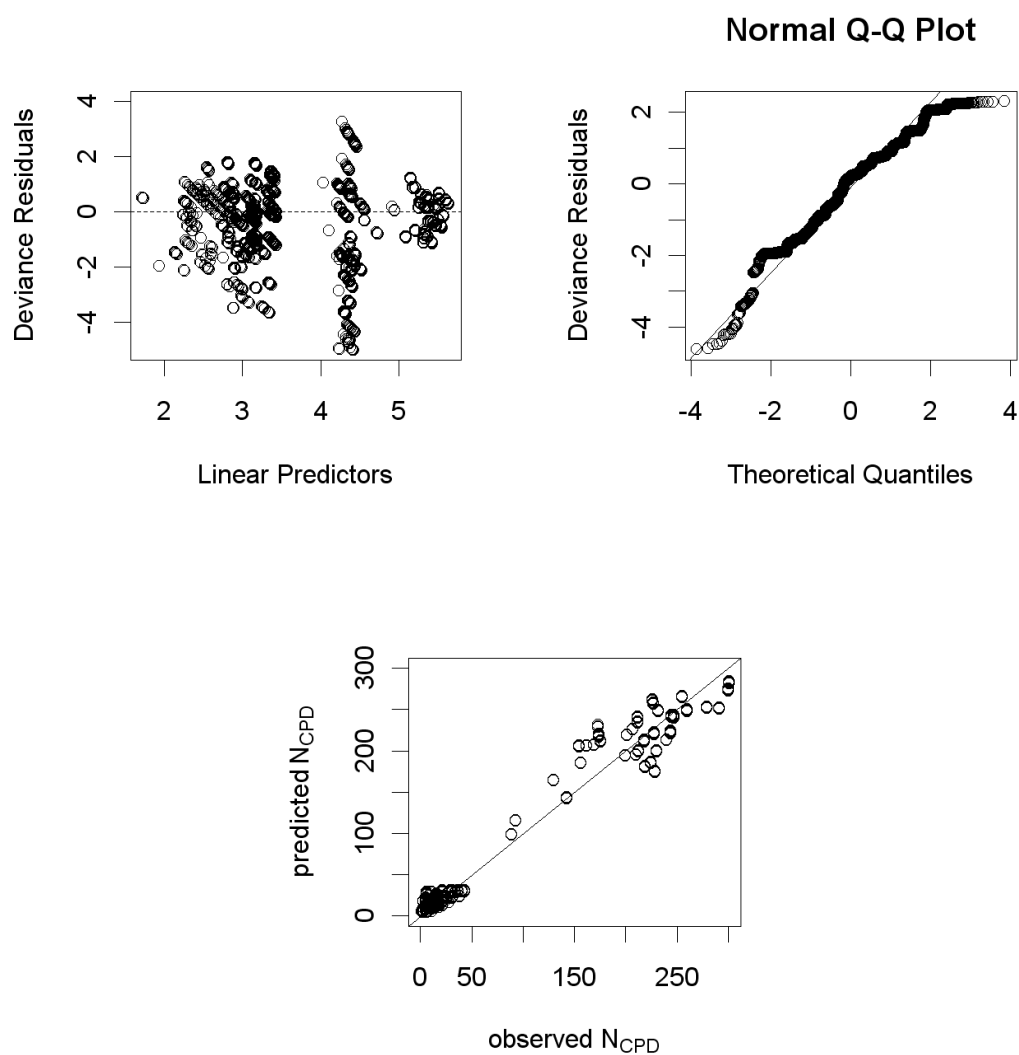 Normal Q-Q Plot
Deviance Residuals
4
2
0
-2
-4
2 3 4 5
Linear Predictors
Deviance Residuals
2
0
-2
-4
-4 -2 0 2 4
Theoretical Quantiles
predicted N_CPD
300
200
100
0
0 50 150 250
observed N_CPD